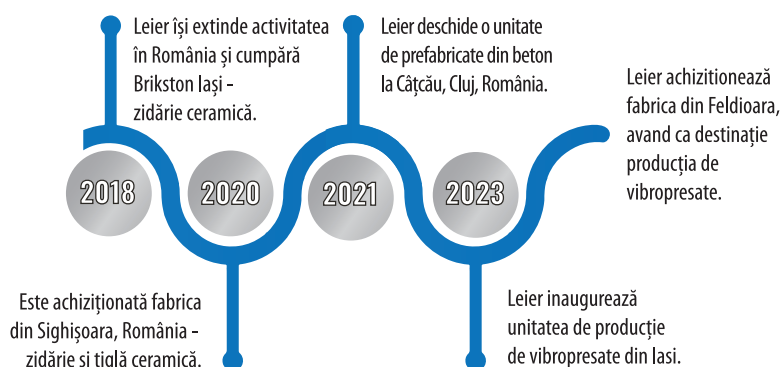 Leier își extinde activitatea
în România și cumpără
Brikston Iași -
zidărie ceramică.
Leier deschide o unitate
de prefabricate din beton
la Câțcău, Cluj, România.
Leier achizitionează
fabrica din Feldioara,
avand ca destinație
producția de
vibropresate.
2018
2020
2021
2023
Este achiziționată fabrica
din Sighișoara, România -
zidărie și țiglă ceramică.
Leier inaugurează
unitatea de producție
de vibropresate din Iasi.